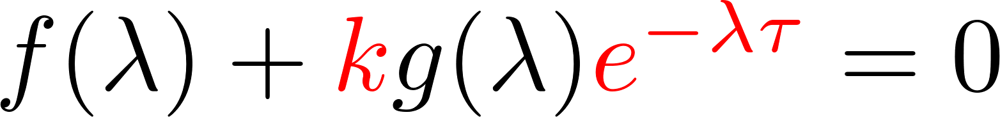 f(λ) + kg(λ)e^{−λτ} = 0